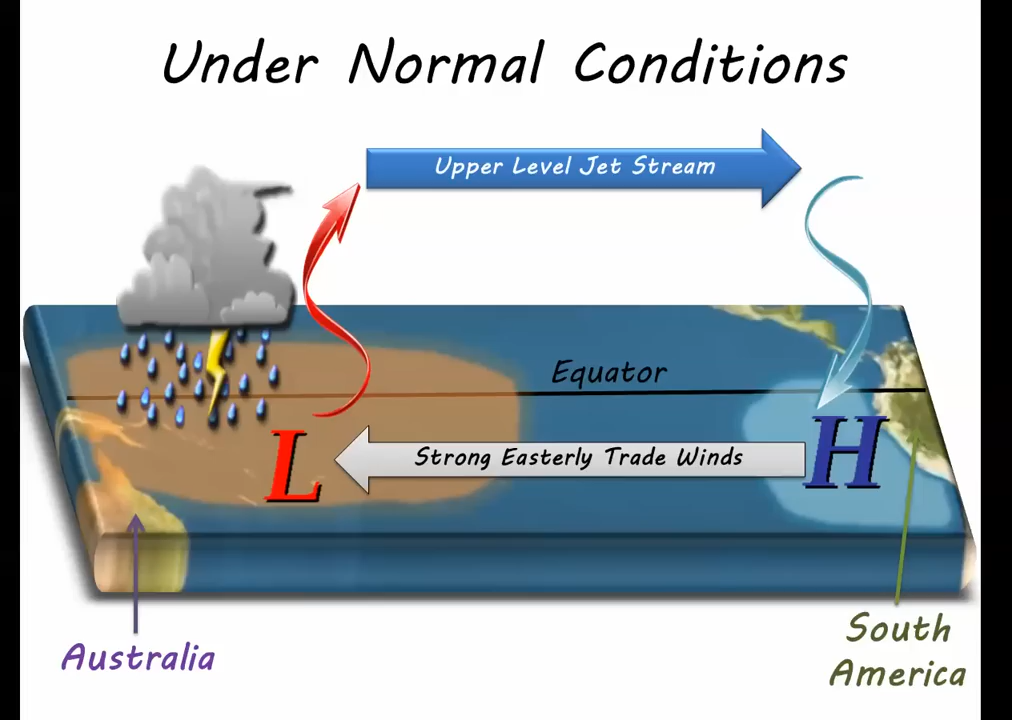 Under Normal Conditions
Upper Level Jet Stream
Equator
L
Strong Easterly Trade Winds
H
Australia
South
America